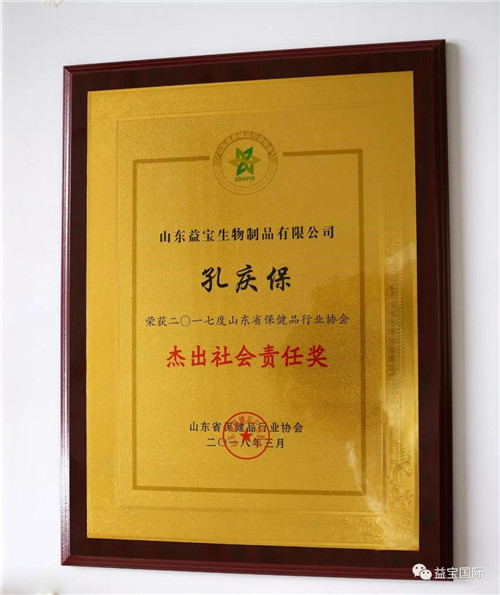 山东益宝生物制品有限公司
孔庆保
荣获二〇一七度山东省保健品行业协会
杰出社会责任奖
山东省保健品行业协会
二〇一八年三月
益宝国际